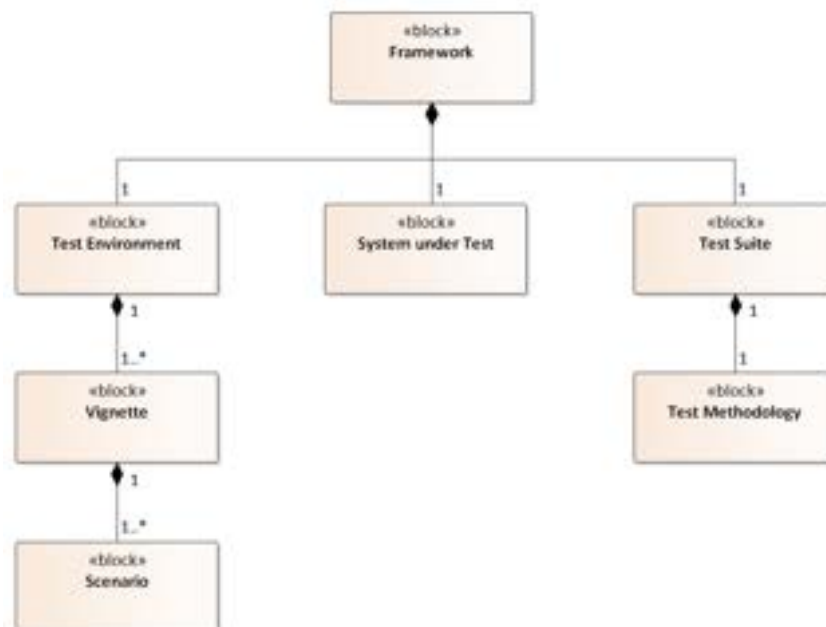 «block»
Framework
1
1
1
«block»
Test Environment
«block»
System under Test
«block»
Test Suite
1
1
1..*
1
«block»
Vignette
«block»
Test Methodology
1
1..*
«block»
Scenario